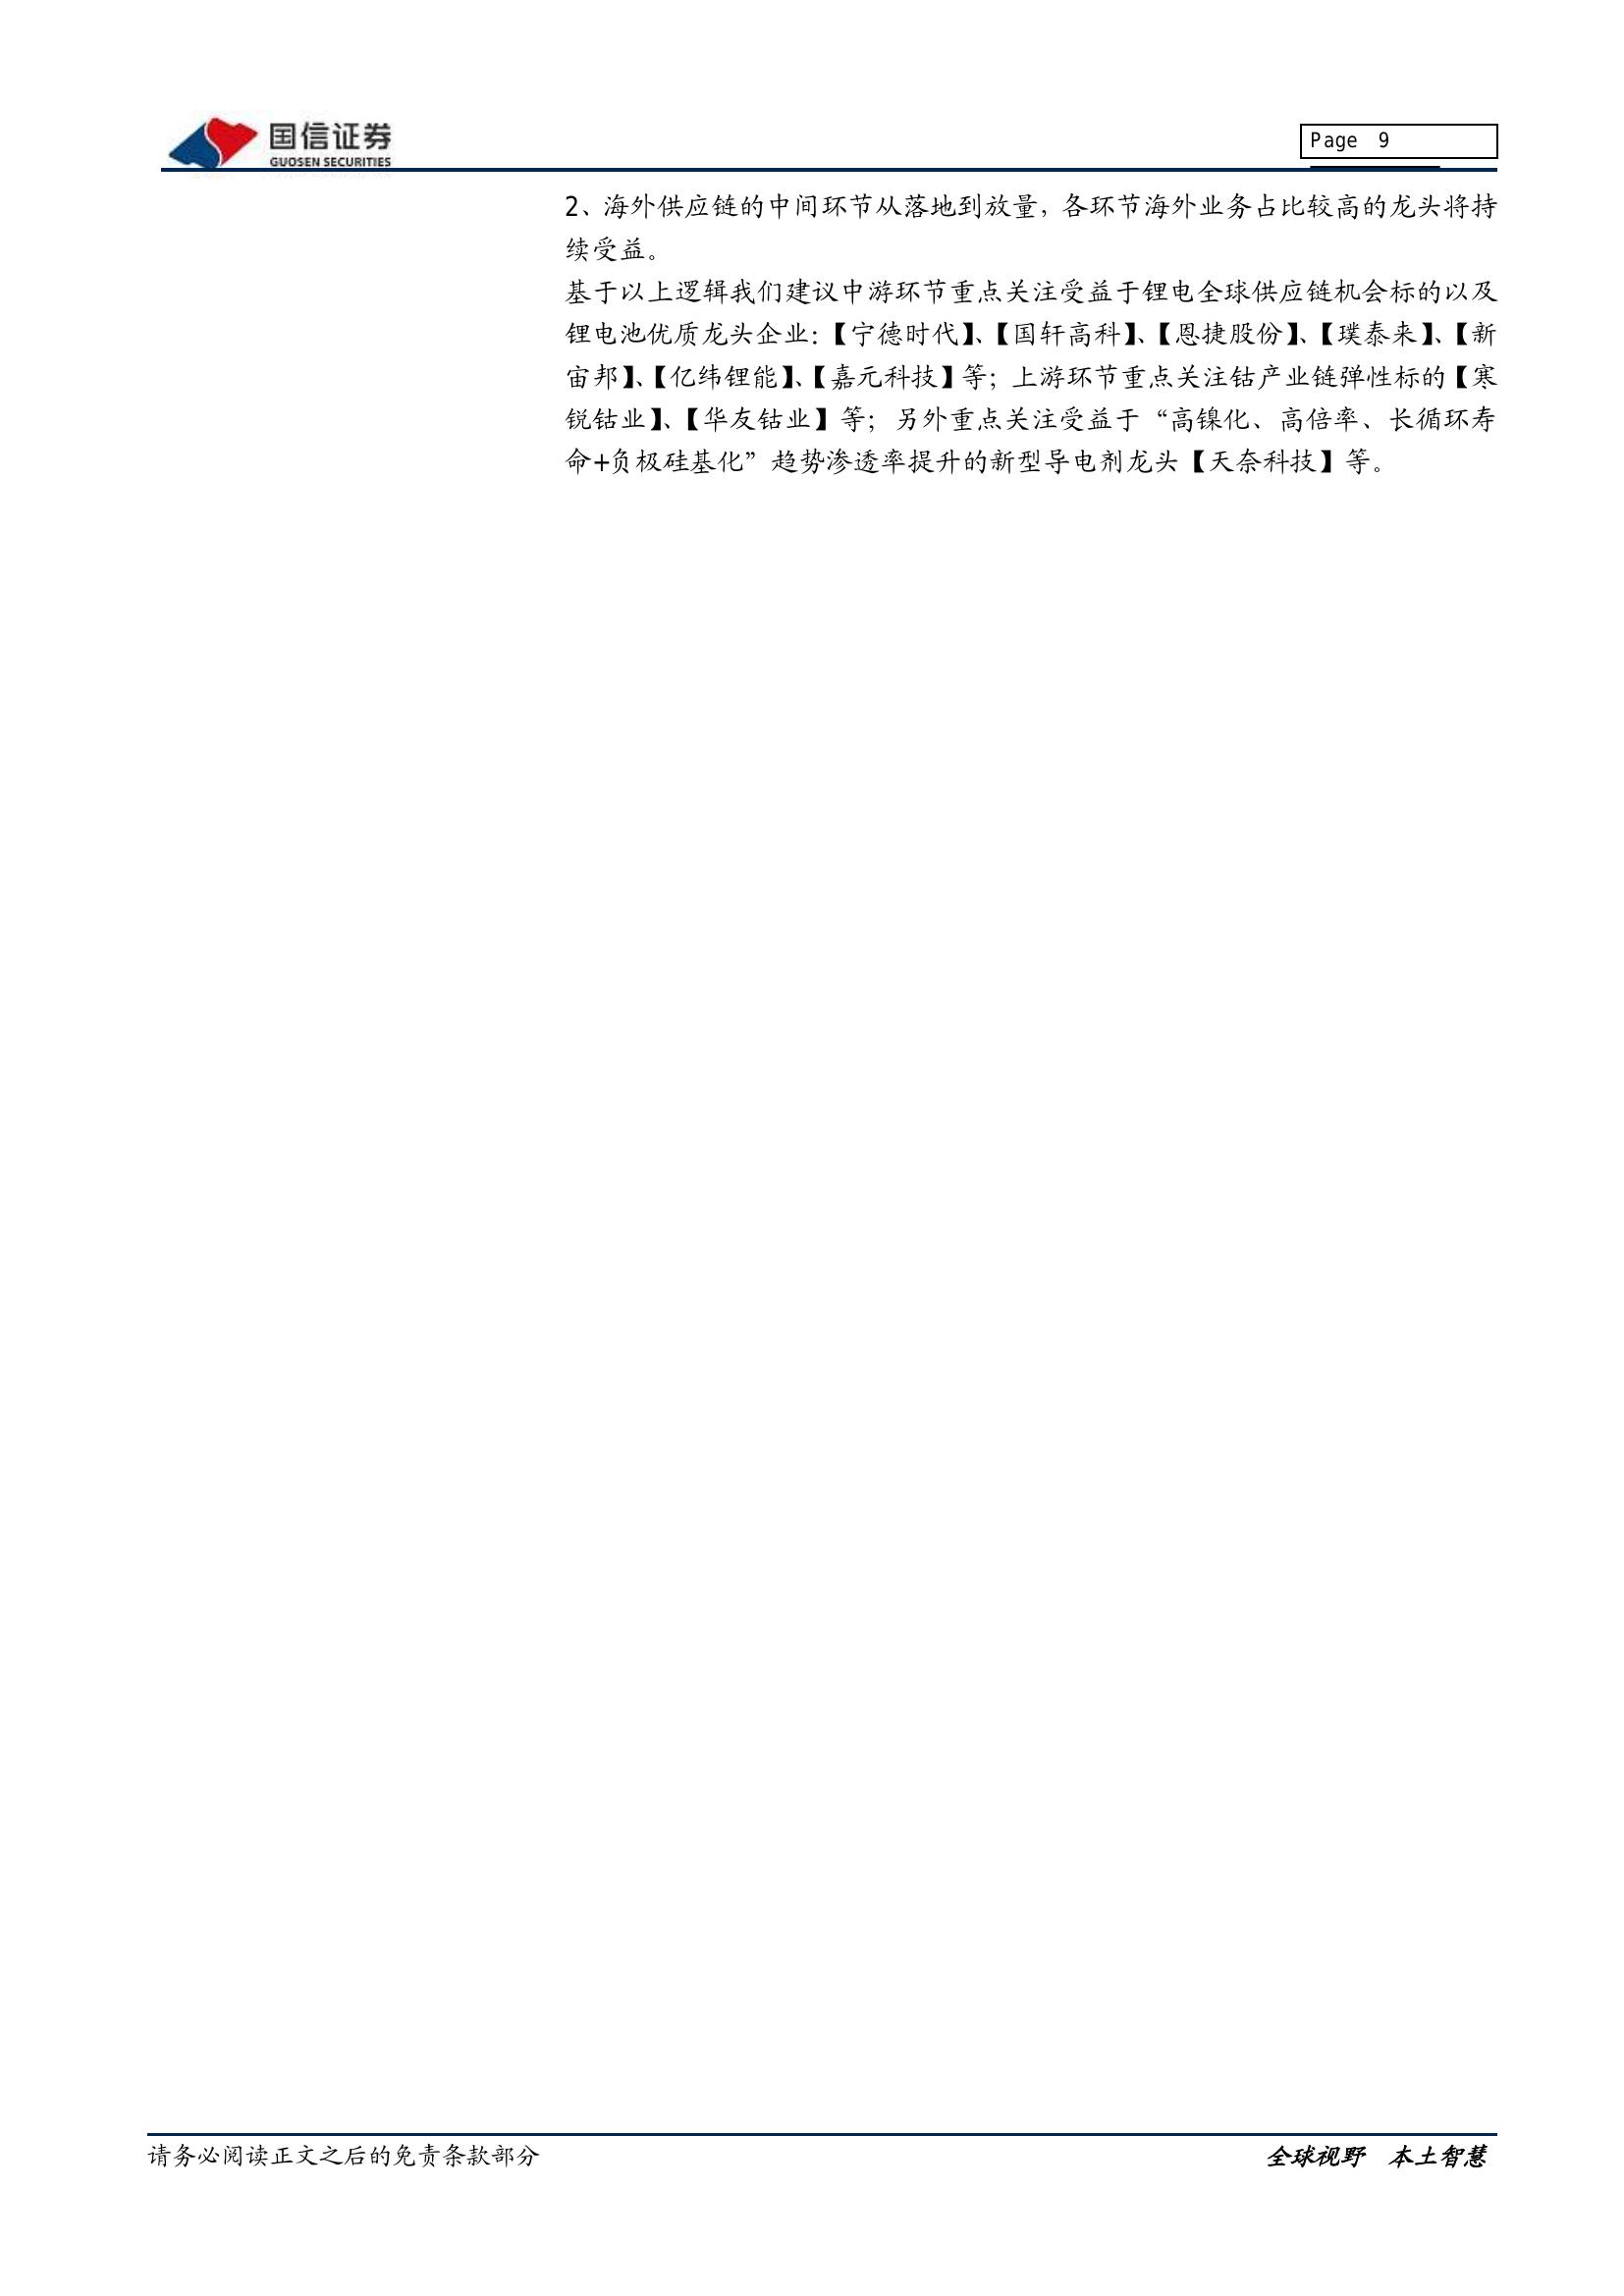 国信证券
GUOSEN SECURITIES
Page 9
2、海外供应链的中间环节从落地到放量，各环节海外业务占比较高的龙头将持
续受益。
基于以上逻辑我们建议中游环节重点关注受益于锂电全球供应链机会标的以及
锂电池优质龙头企业：【宁德时代】、【国轩高科】、【恩捷股份】、【璞泰来】、【新
宙邦】、【亿纬锂能】、【嘉元科技】等；上游环节重点关注钴产业链弹性标的【寒
锐钴业】、【华友钴业】等；另外重点关注受益于“高镍化、高倍率、长循环寿
命+负极硅基化”趋势渗透率提升的新型导电剂龙头【天奈科技】等。
请务必阅读正文之后的免责条款部分
全球视野 本土智慧